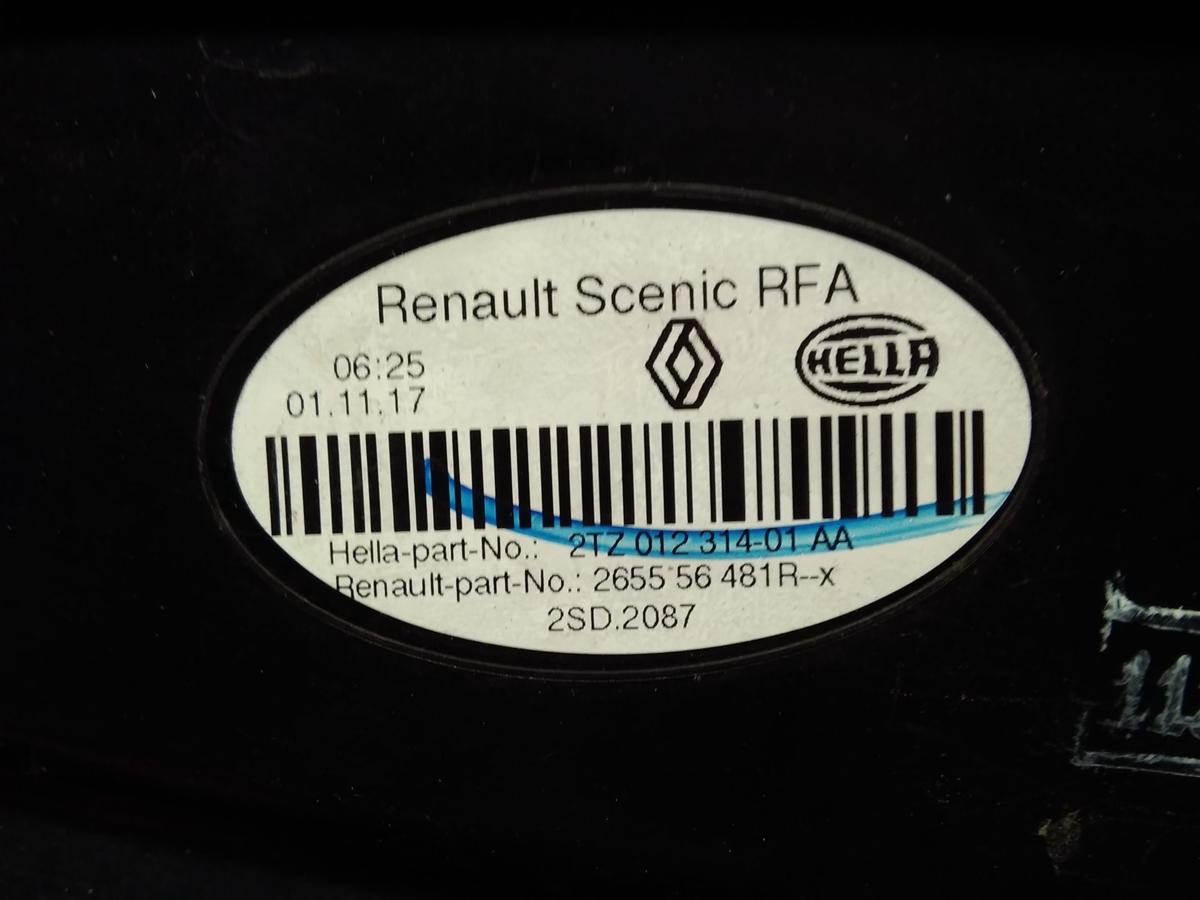 Renault Scenic RFA
06:25
HELLA
01.11.17
Hella-part-No.: 2TZ 012 314-01 AA
Renault-part-No.: 2655 56 481R--x
2SD.2087